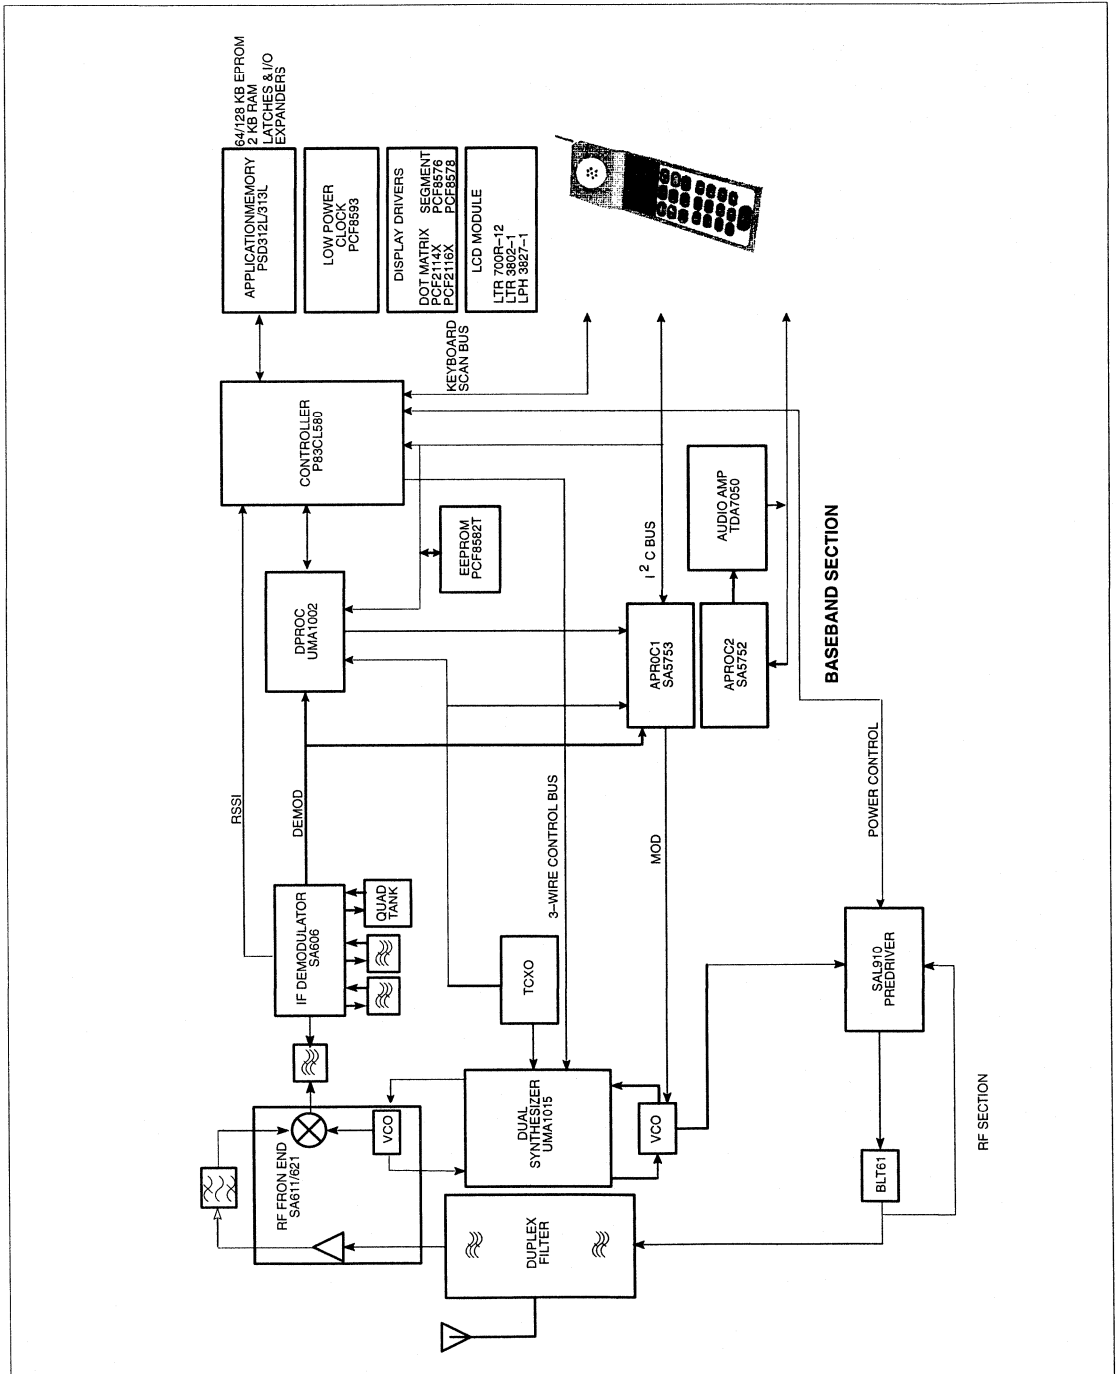 64/128 KB EPROM
2 KB RAM
LATCHES & I/O
EXPANDERS
APPLICATIONMEMORY
PSD312L/313L
LOW POWER
CLOCK
PCF8593
DISPLAY DRIVERS
DOT MATRIX SEGMENT
PCF2114X PCF8576
PCF2116X PCF8578
LCD MODULE
LTR 700R–12
LTR 3802–1
LPH 3827–1
KEYBOARD
SCAN BUS
CONTROLLER
P83CL580
EEPROM
PCF8582T
I 2 C BUS
AUDIO AMP
TDA7050
DPROC
UMA1002
APR0C1
SA5753
APROC2
SA5752
BASEBAND SECTION
RSSI
DEMOD
3–WIRE CONTROL BUS
MOD
POWER CONTROL
IF DEMODULATOR
SA606
QUAD
TANK
TCXO
SAL910
PREDRIVER
RF FRON END
SA611/621
VCO
DUAL
SYNTHESIZER
UMA1015
VCO
BLT61
RF SECTION
DUPLEX
FILTER